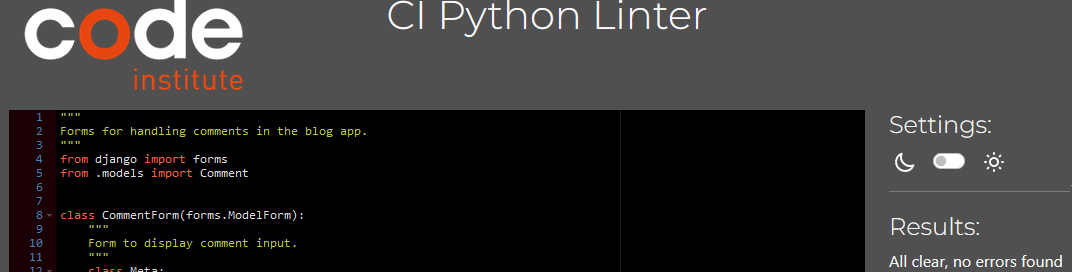 code
institute
CI Python Linter
1 """
2 Forms for handling comments in the blog app.
3 """
4 from django import forms
5 from .models import Comment
6
7
8 class CommentForm(forms.ModelForm):
9 """
10 Form to display comment input.
11 """
12 class Meta:
Settings:
Results:
All clear, no errors found